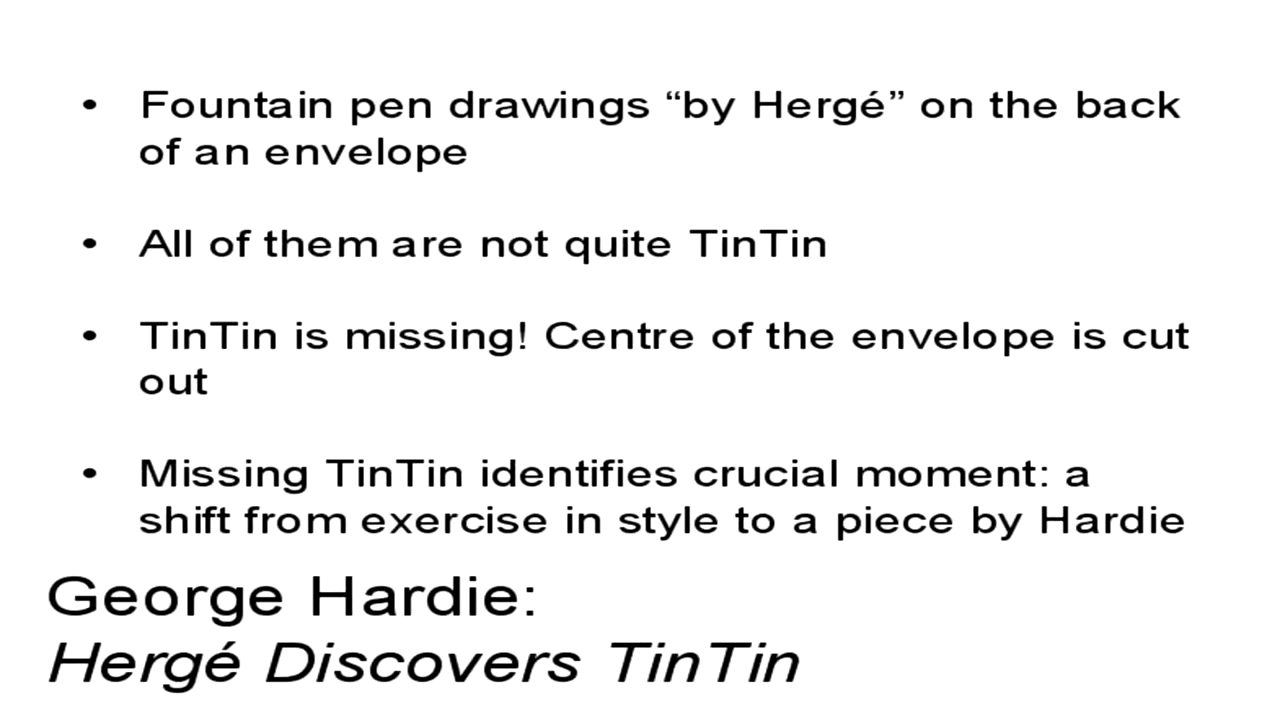 • Fountain pen drawings “by Hergé” on the back
of an envelope
• All of them are not quite TinTin
• TinTin is missing! Centre of the envelope is cut
out
• Missing TinTin identifies crucial moment: a
shift from exercise in style to a piece by Hardie
George Hardie:
Hergé Discovers TinTin